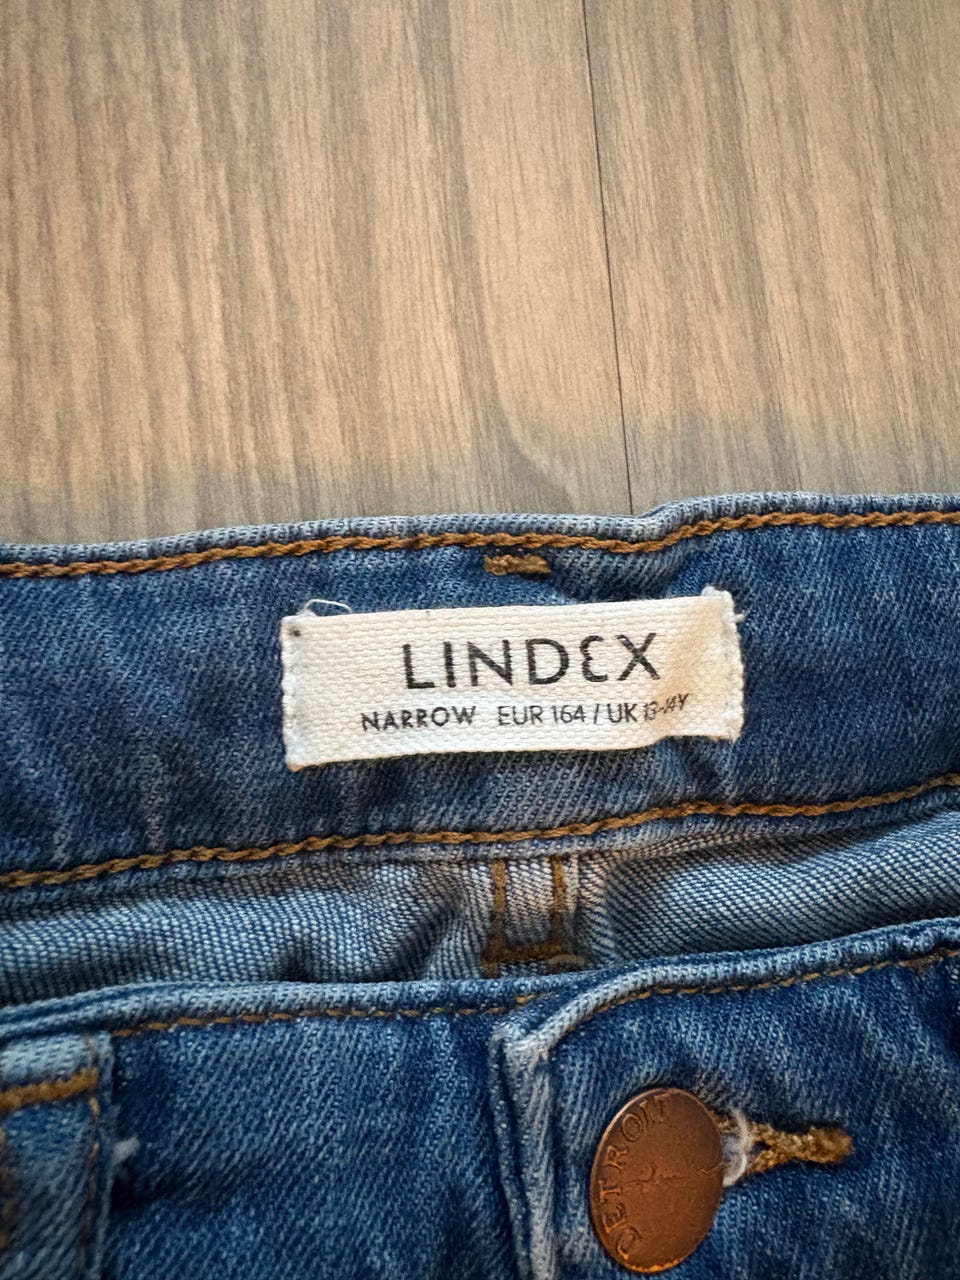 LINDEX
NARROW EUR 164 / UK 13-14Y
DETROIT